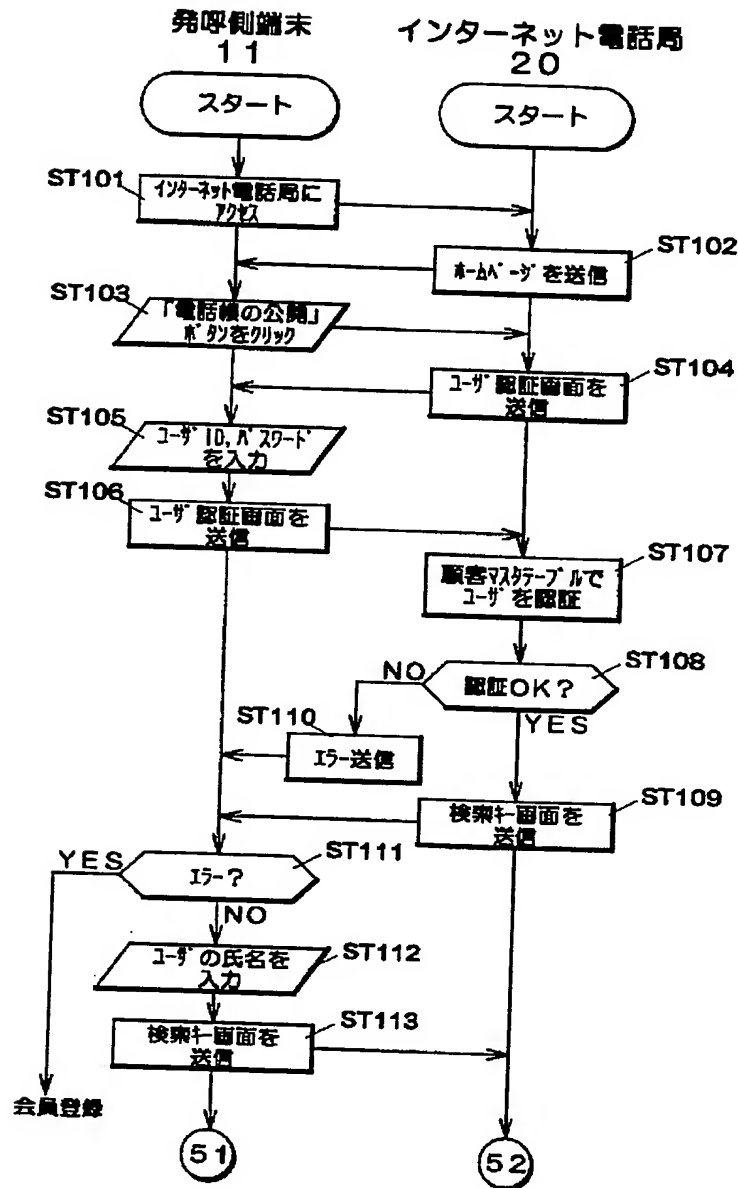 発呼側端末
11
インターネット電話局
20
スタート
スタート
ST101
インターネット電話局に
アクセス
ST102
ホームページを送信
ST103
「電話帳の公開」
ボタンをクリック
ST104
ユーザ認証画面を
送信
ST105
ユーザID,パスワード
を入力
ST106
ユーザ認証画面を
送信
ST107
顧客マスタテーブルで
ユーザを認証
ST108
認証OK?
NO
YES
ST110
エラー送信
ST109
検索キー画面を
送信
ST111
エラー?
YES
NO
ST112
ユーザの氏名を
入力
ST113
検索キー画面を
送信
会員登録
51
52